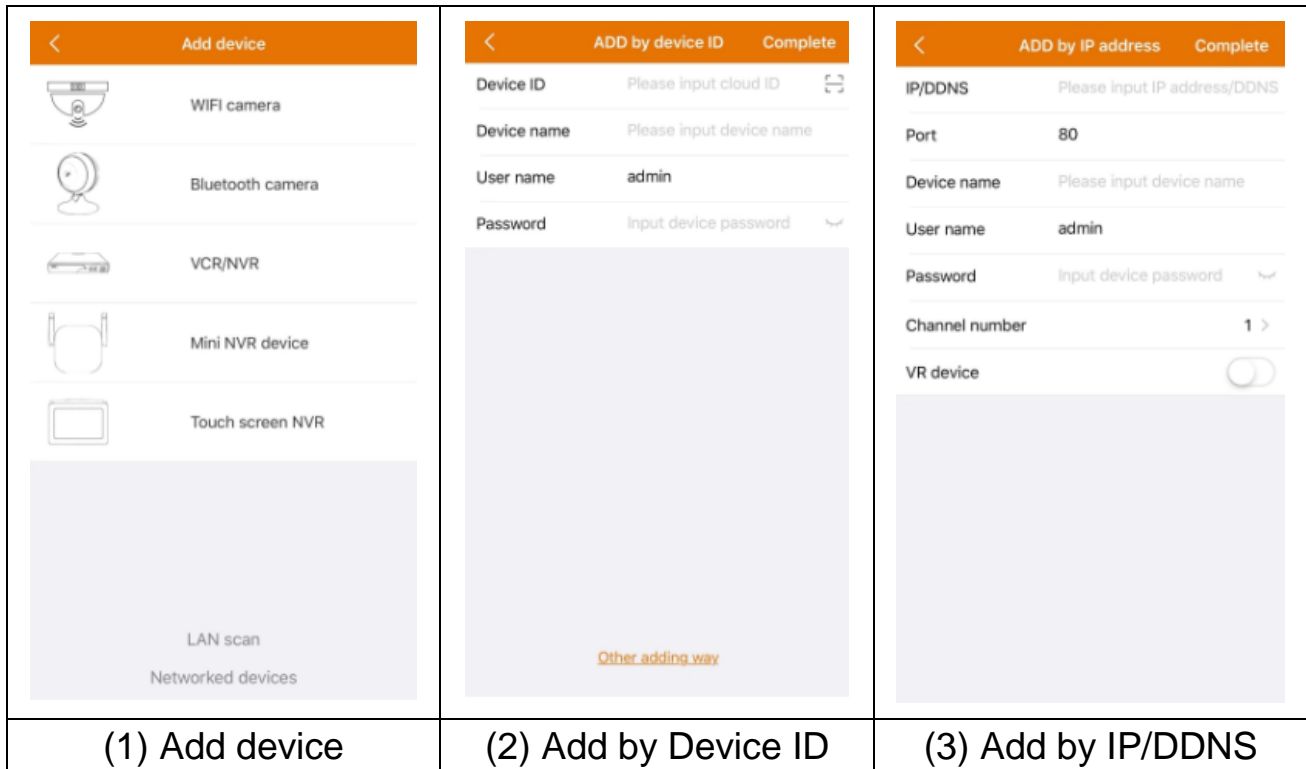 Add device
WIFI camera
Bluetooth camera
VCR/NVR
Mini NVR device
Touch screen NVR
LAN scan
Networked devices
(1) Add device
ADD by device ID Complete
Device ID Please input cloud ID
Device name Please input device name
User name admin
Password Input device password
Other adding way
(2) Add by Device ID
ADD by IP address Complete
IP/DDNS Please input IP address/DDNS
Port 80
Device name Please input device name
User name admin
Password Input device password
Channel number 1 >
VR device
(3) Add by IP/DDNS